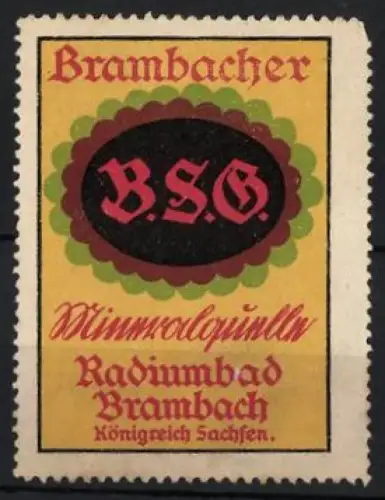 Brambacher
B.S.G.
Mineralquelle
Radiumbad
Brambach
Königreich Sachſen.